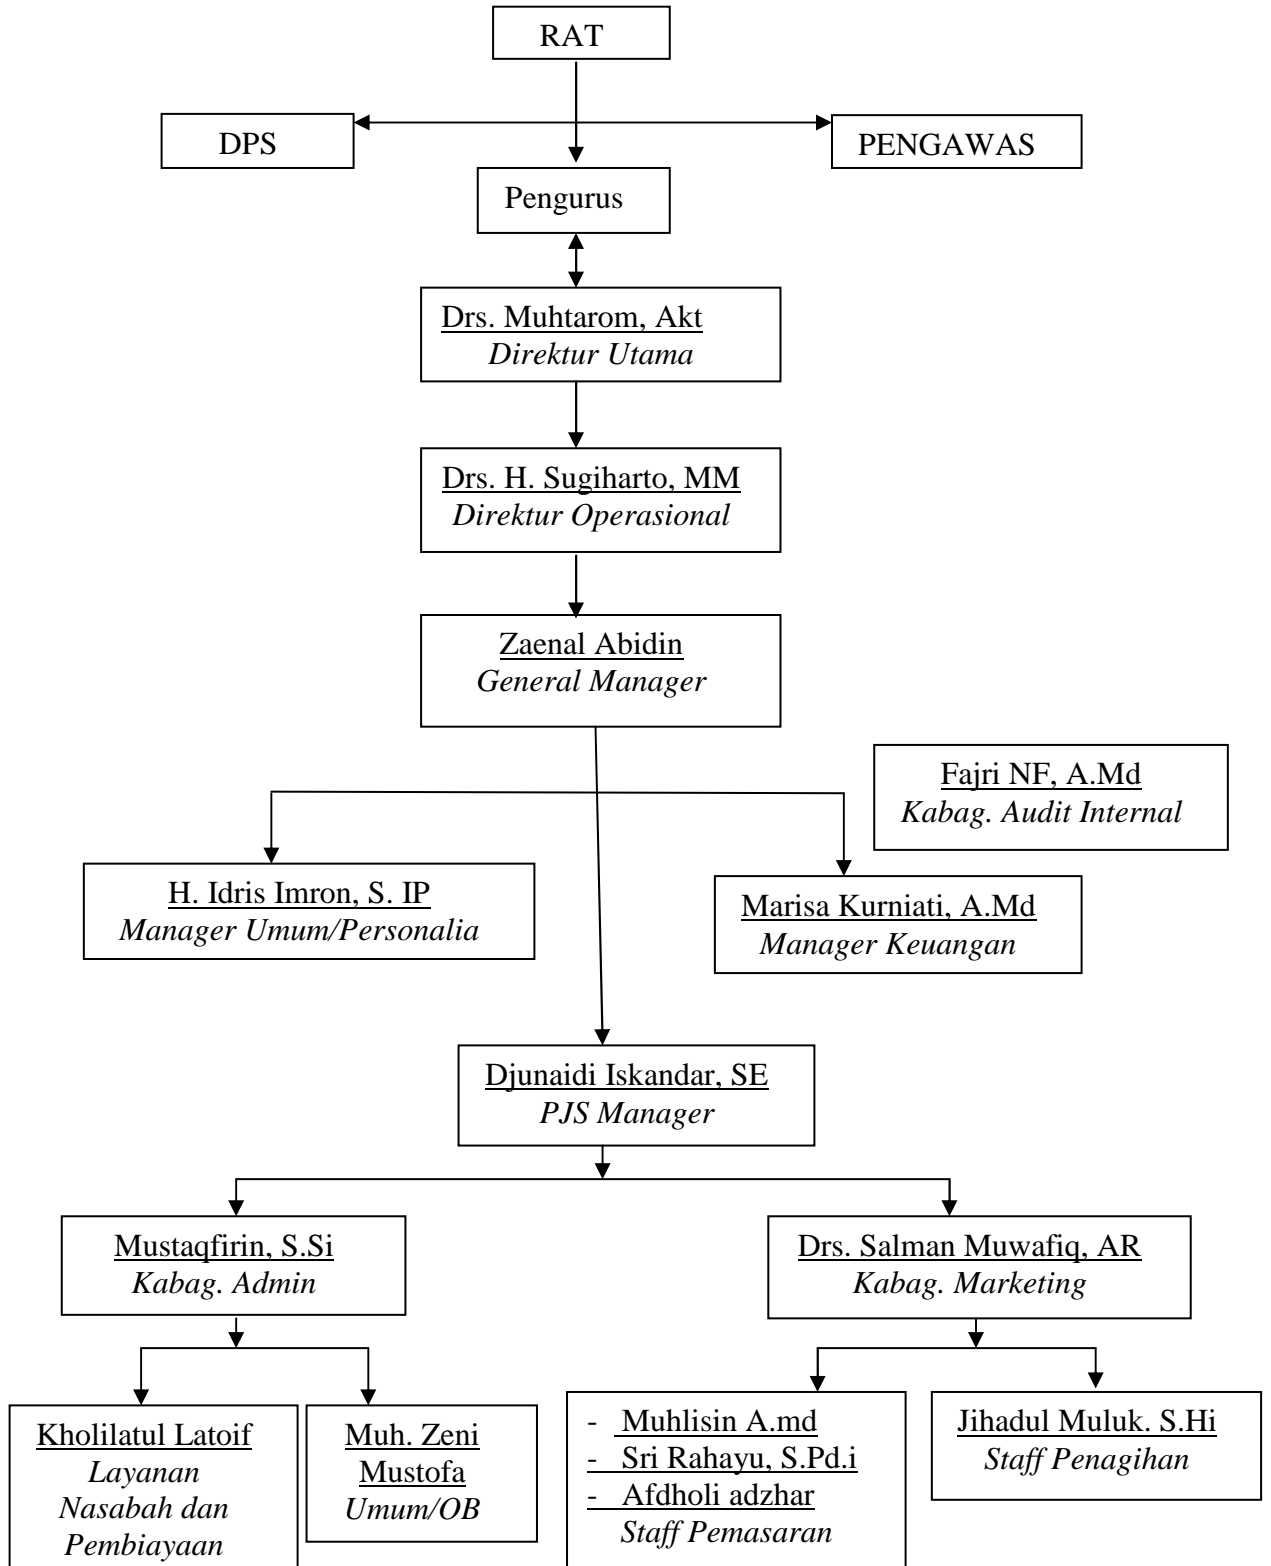 RAT
DPS
PENGAWAS
Pengurus
Drs. Muhtarom, Akt
Direktur Utama
Drs. H. Sugiharto, MM
Direktur Operasional
Zaenal Abidin
General Manager
Fajri NF, A.Md
Kabag. Audit Internal
H. Idris Imron, S. IP
Manager Umum/Personalia
Marisa Kurniati, A.Md
Manager Keuangan
Djunaidi Iskandar, SE
PJS Manager
Mustaqfirin, S.Si
Kabag. Admin
Drs. Salman Muwafiq, AR
Kabag. Marketing
Kholilatul Latoif
Layanan
Nasabah dan
Pembiayaan
Muh. Zeni
Mustofa
Umum/OB
- Muhlisin A.md
- Sri Rahayu, S.Pd.i
- Afdholi adzhar
Staff Pemasaran
Jihadul Muluk. S.Hi
Staff Penagihan